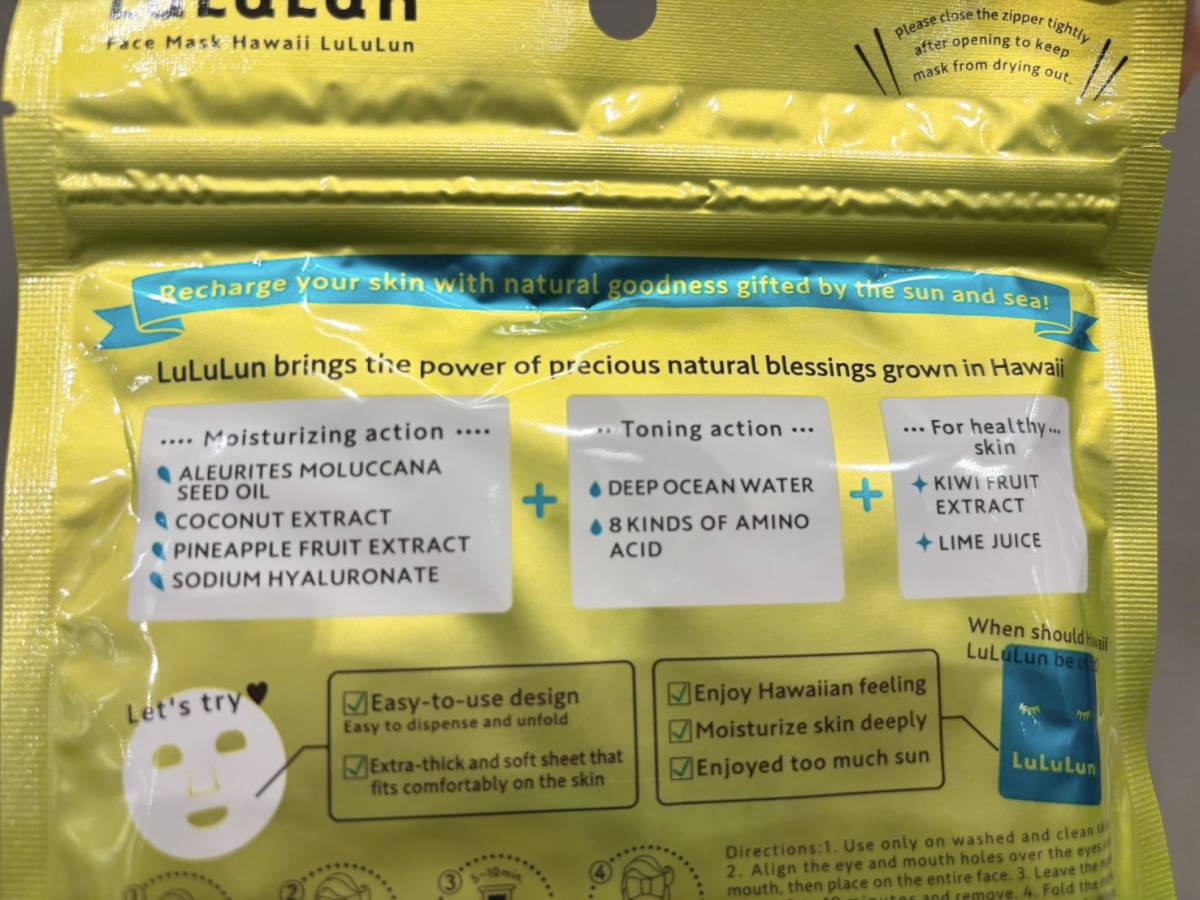 LuLuLun
Face Mask Hawaii LuLuLun
Please close the zipper tightly
after opening to keep
mask from drying out.
Recharge your skin with natural goodness gifted by the sun and sea!
LuLuLun brings the power of precious natural blessings grown in Hawaii
Moisturizing action
ALEURITES MOLUCCANA
SEED OIL
COCONUT EXTRACT
PINEAPPLE FRUIT EXTRACT
SODIUM HYALURONATE
+
Toning action
DEEP OCEAN WATER
8 KINDS OF AMINO
ACID
+
For healthy
skin
KIWI FRUIT
EXTRACT
LIME JUICE
Let's try
Easy-to-use design
Easy to dispense and unfold
Extra-thick and soft sheet that
fits comfortably on the skin
Enjoy Hawaiian feeling
Moisturize skin deeply
Enjoyed too much sun
When should Hawaii
LuLuLun be
LuLuLun
1
2
3
5~10min.
4
Directions:1. Use only on washed and clean
2. Align the eye and mouth holes over the eyes
mouth, then place on the entire face. 3. Leave the
minutes and remove. 4. Fold the